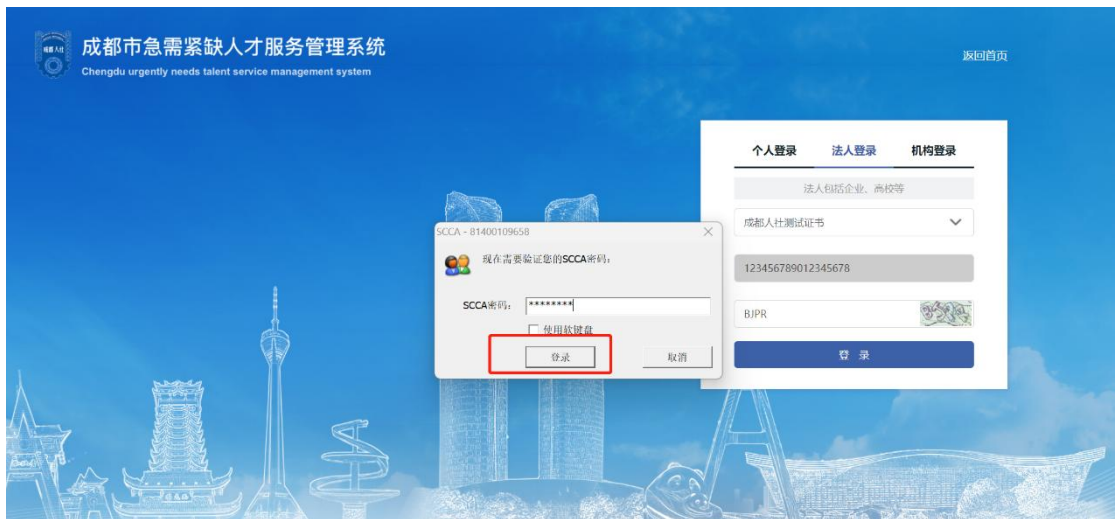 成都人社
成都市急需紧缺人才服务管理系统
Chengdu urgently needs talent service management system
返回首页
个人登录 法人登录 机构登录
法人包括企业、高校等
成都人社测试证书
123456789012345678
BJPR
登 录
SCCA - 81400109658
现在需要验证您的SCCA密码:
SCCA密码: ********
使用软键盘
登录 取消